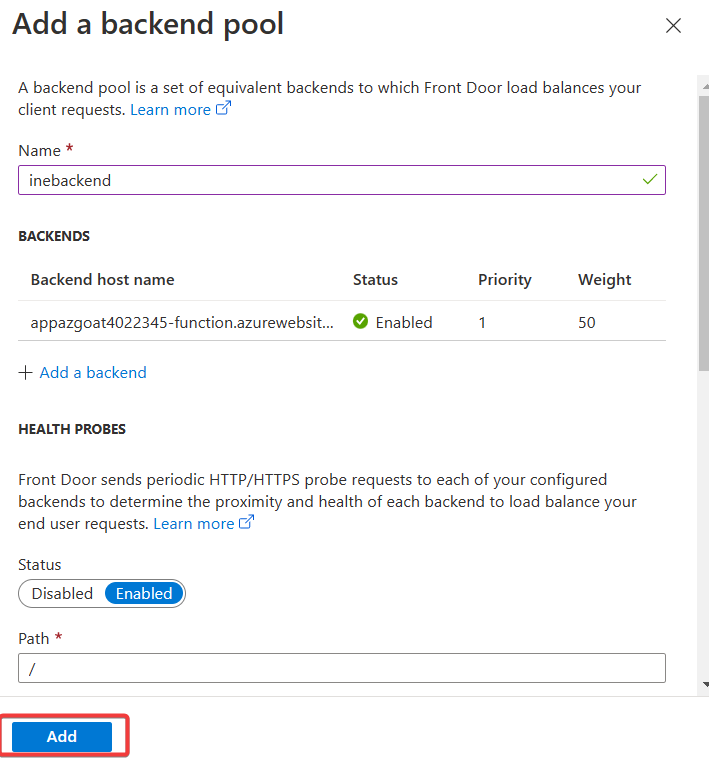 Add a backend pool
A backend pool is a set of equivalent backends to which Front Door load balances your
client requests. Learn more
Name *
inebackend
BACKENDS
Backend host name Status Priority Weight
appazgoat4022345-function.azurewebsit... Enabled 1 50
+ Add a backend
HEALTH PROBES
Front Door sends periodic HTTP/HTTPS probe requests to each of your configured
backends to determine the proximity and health of each backend to load balance your
end user requests. Learn more
Status
Disabled Enabled
Path *
/
Add